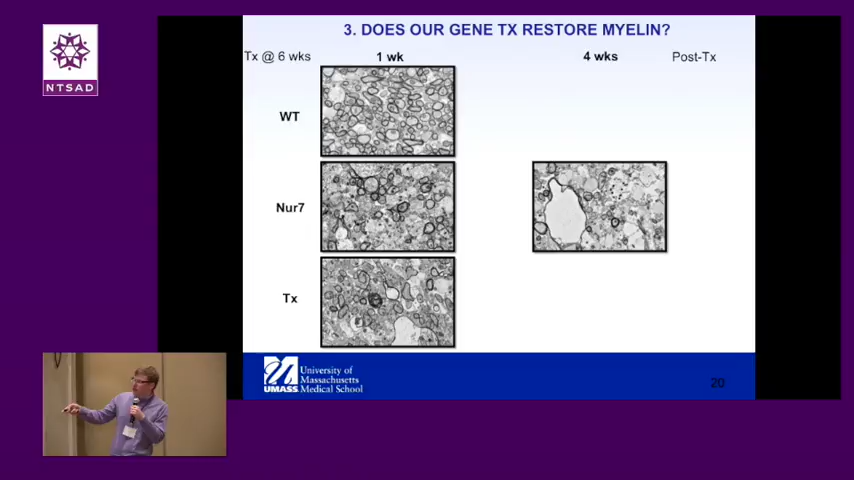 NTSAD
3. DOES OUR GENE TX RESTORE MYELIN?
Tx @ 6 wks
1 wk
4 wks
Post-Tx
WT
Nur7
Tx
UMASS
University of
Massachusetts
Medical School
20